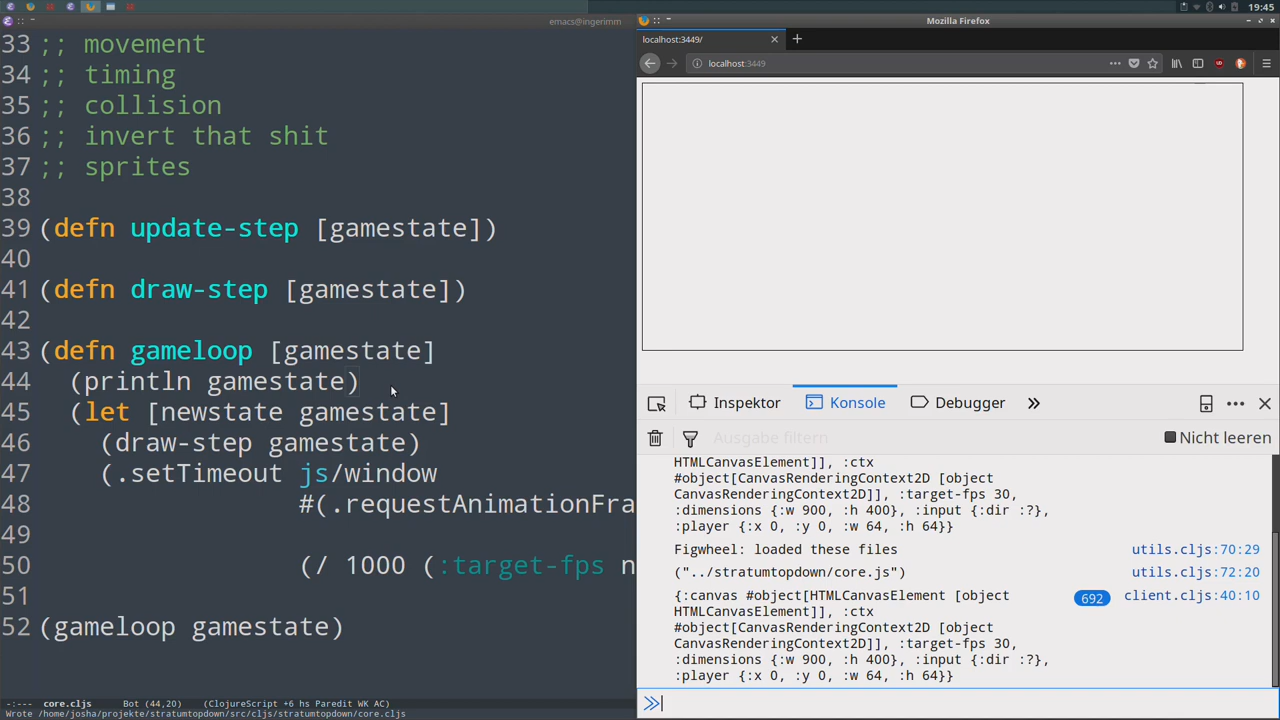 19:45
emacs@ingerimm
Mozilla Firefox
33 ;; movement
34 ;; timing
35 ;; collision
36 ;; invert that shit
37 ;; sprites
38
39 (defn update-step [gamestate])
40
41 (defn draw-step [gamestate])
42
43 (defn gameloop [gamestate]
44 (println gamestate)
45 (let [newstate gamestate]
46 (draw-step gamestate)
47 (.setTimeout js/window
48 #(.requestAnimationFra
49
50 (/ 1000 (:target-fps n
51
52 (gameloop gamestate)
-:--- core.cljs Bot (44,20) (ClojureScript +6 hs Paredit WK AC)
Wrote /home/josha/projekte/stratumtopdown/src/cljs/stratumtopdown/core.cljs
localhost:3449/
localhost:3449
Inspektor Konsole Debugger
Ausgabe filtern Nicht leeren
HTMLCanvasElement]], :ctx
#object[CanvasRenderingContext2D [object
CanvasRenderingContext2D]], :target-fps 30,
:dimensions {:w 900, :h 400}, :input {:dir :?},
:player {:x 0, :y 0, :w 64, :h 64}}
Figwheel: loaded these files utils.cljs:70:29
("../stratumtopdown/core.js") utils.cljs:72:20
{:canvas #object[HTMLCanvasElement [object 692 client.cljs:40:10
HTMLCanvasElement]], :ctx
#object[CanvasRenderingContext2D [object
CanvasRenderingContext2D]], :target-fps 30,
:dimensions {:w 900, :h 400}, :input {:dir :?},
:player {:x 0, :y 0, :w 64, :h 64}}